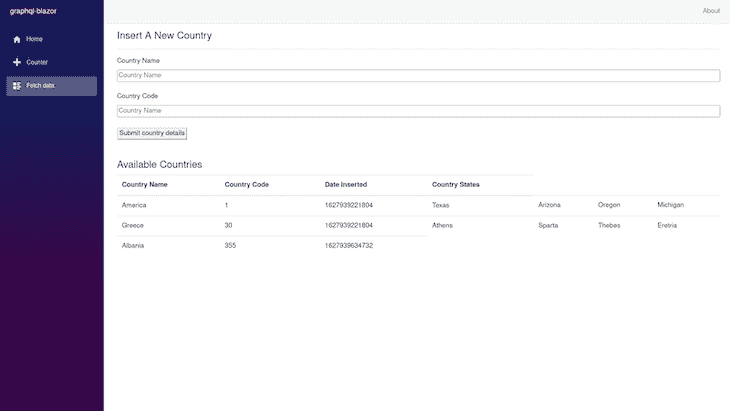 graphql-blazor
About
Home
Counter
Fetch data
Insert A New Country
Country Name
Country Name
Country Code
Country Name
Submit country details
Available Countries
Country Name Country Code Date Inserted Country States
America 1 1627939221804 Texas Arizona Oregon Michigan
Greece 30 1627939221804 Athens Sparta Thebes Eretria
Albania 355 1627939634732